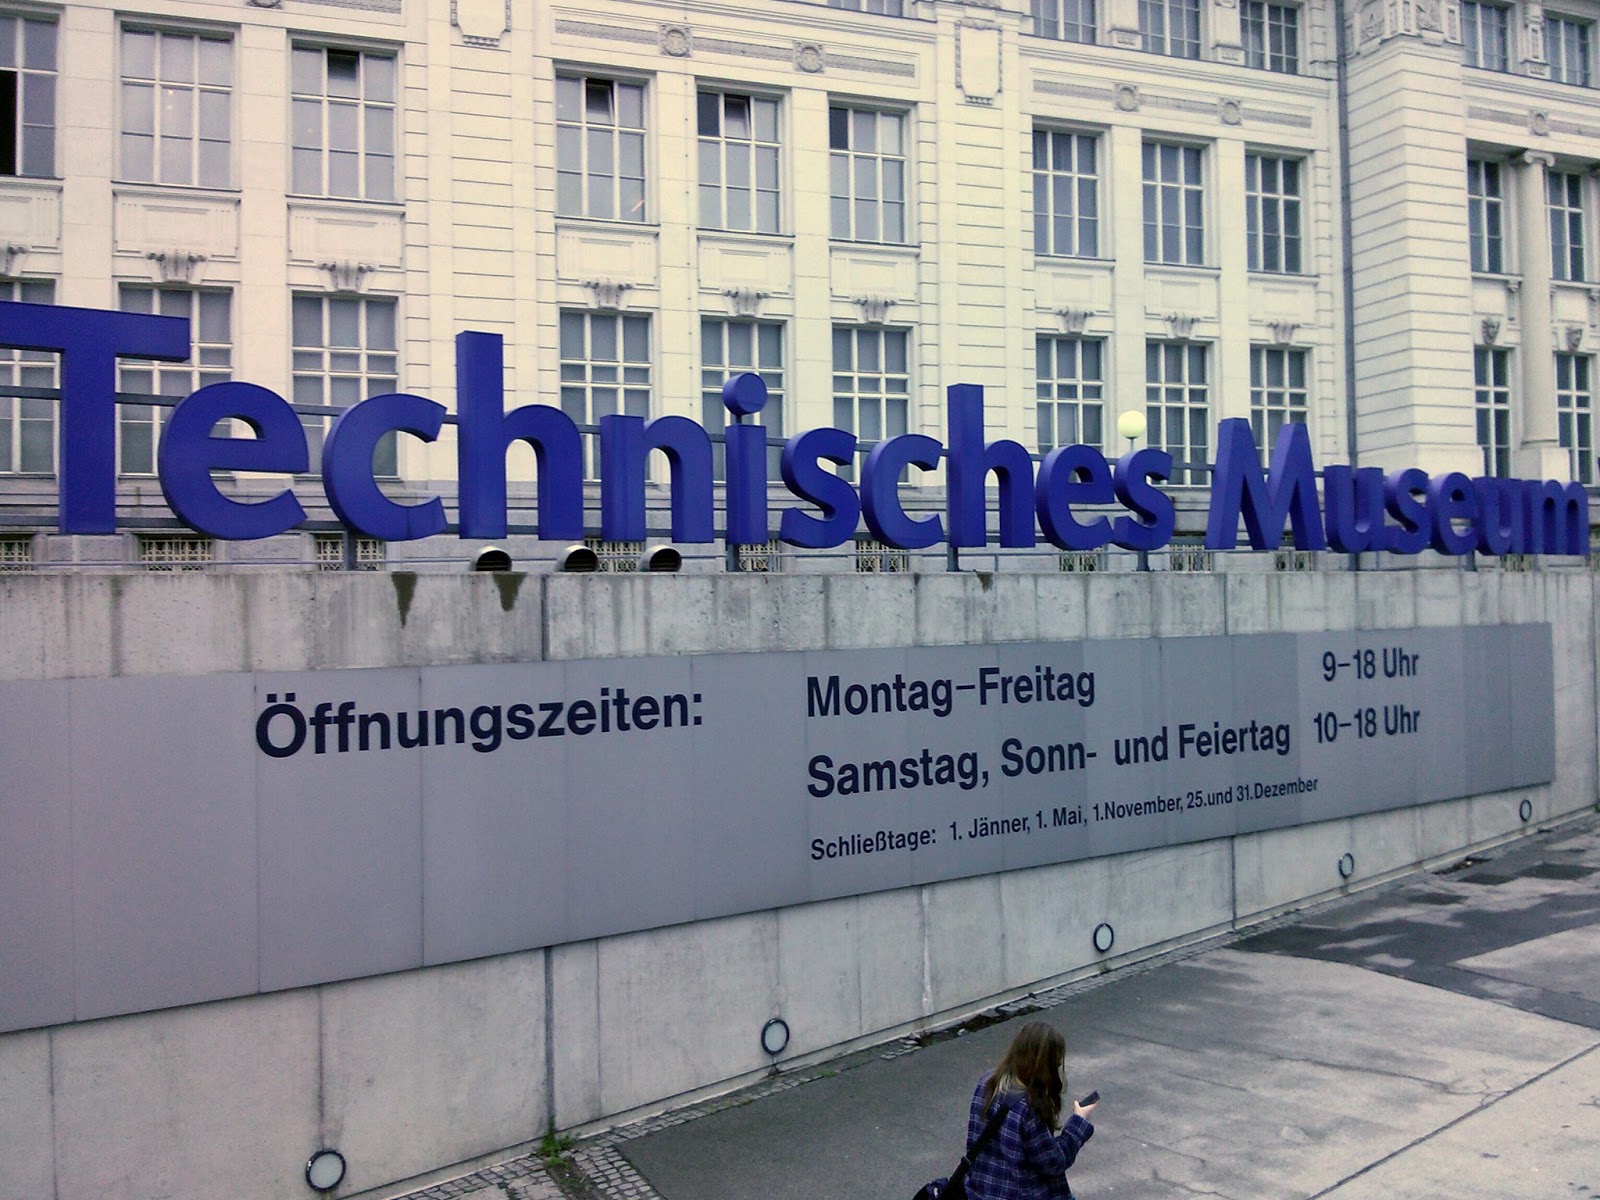 Technisches Museum
Öffnungszeiten: Montag–Freitag 9–18 Uhr
Samstag, Sonn- und Feiertag 10–18 Uhr
Schließtage: 1. Jänner, 1. Mai, 1.November, 25.und 31.Dezember